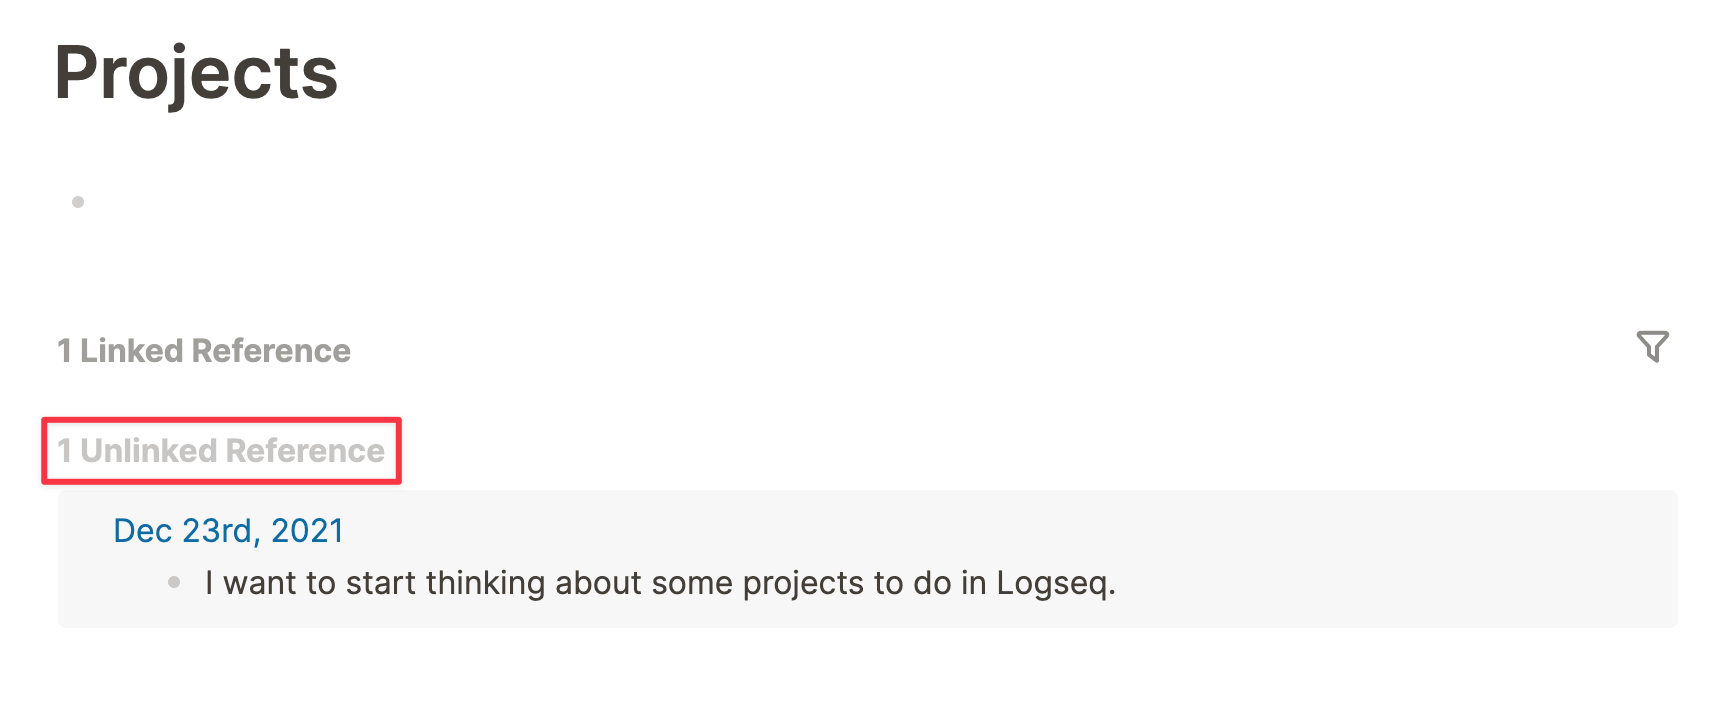 Projects
1 Linked Reference
1 Unlinked Reference
Dec 23rd, 2021
I want to start thinking about some projects to do in Logseq.